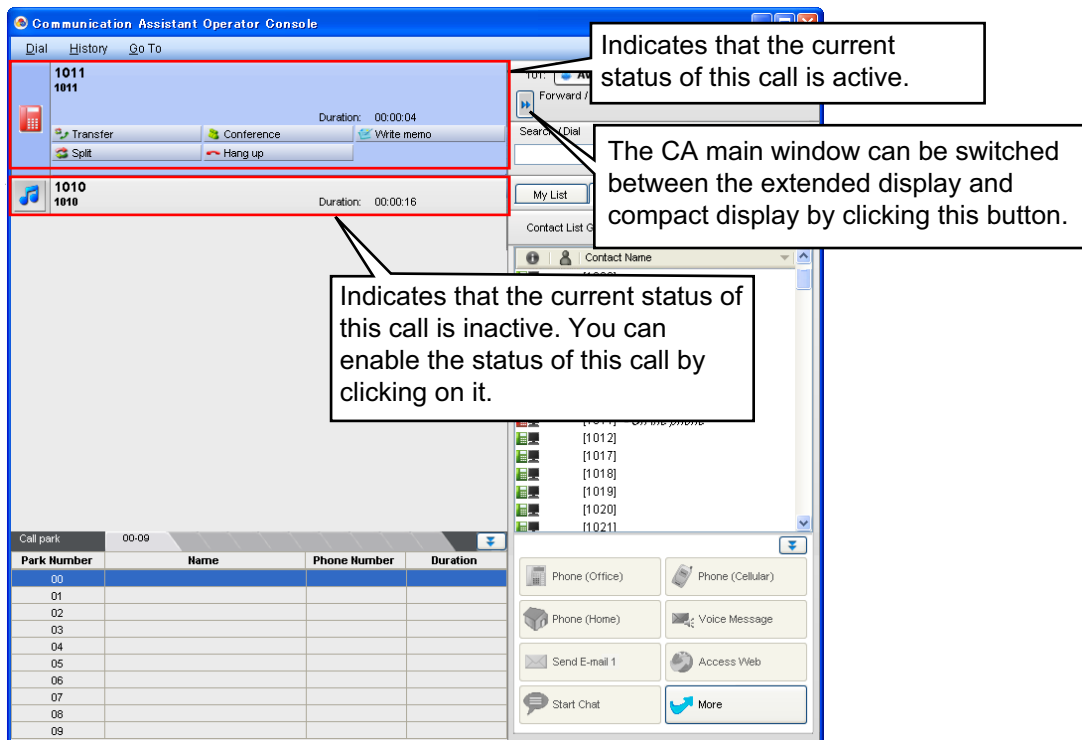 Communication Assistant Operator Console
Dial History Go To
1011
1011
Duration: 00:00:04
Transfer Conference Write memo
Split Hang up
1010
1010
Duration: 00:00:16
Indicates that the current
status of this call is active.
101:
Forward /
Search / Dial
The CA main window can be switched
between the extended display and
compact display by clicking this button.
My List
Contact List G
Contact Name
Indicates that the current status of
this call is inactive. You can
enable the status of this call by
clicking on it.
[1012]
[1017]
[1018]
[1019]
[1020]
[1021]
Call park 00-09
Park Number Name Phone Number Duration
00
01
02
03
04
05
06
07
08
09
Phone (Office) Phone (Cellular)
Phone (Home) Voice Message
Send E-mail 1 Access Web
Start Chat More